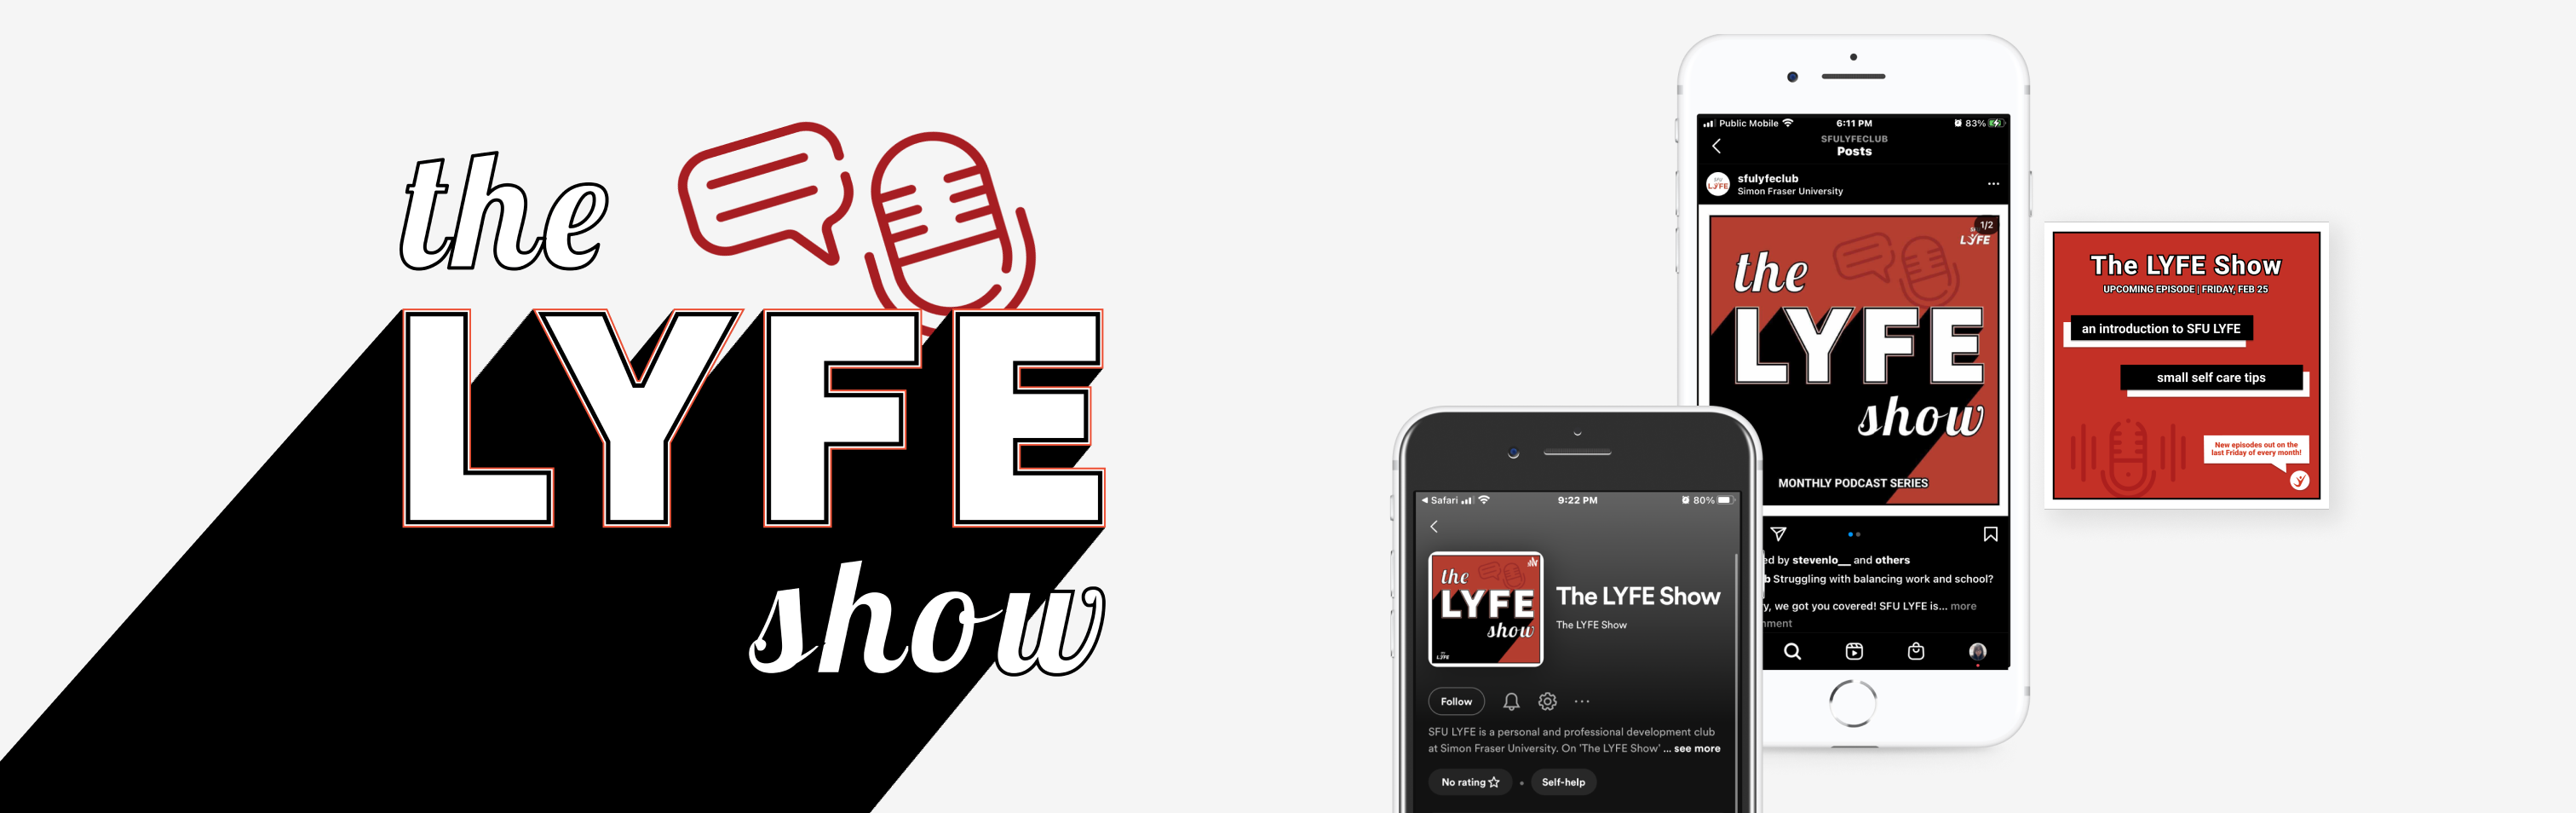 the
LYFE
show
Public Mobile
6:11 PM
83%
SFULYFECLUB
Posts
LYFE
sfulyfeclub
Simon Fraser University
1/2
LYFE
the
LYFE
show
MONTHLY PODCAST SERIES
ed by stevenlo__ and others
b Struggling with balancing work and school?
y, we got you covered! SFU LYFE is... more
mment
Safari
9:22 PM
80%
the
LYFE
show
LYFE
The LYFE Show
The LYFE Show
Follow
SFU LYFE is a personal and professional development club
at Simon Fraser University. On 'The LYFE Show' ... see more
No rating
Self-help
The LYFE Show
UPCOMING EPISODE | FRIDAY, FEB 25
an introduction to SFU LYFE
small self care tips
New episodes out on the
last Friday of every month!